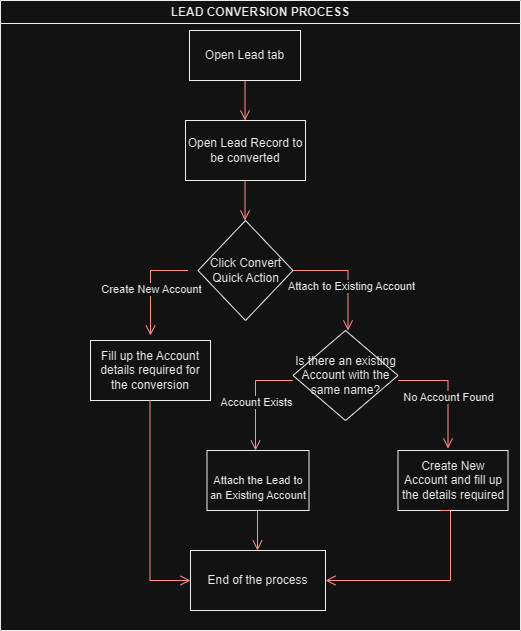 LEAD CONVERSION PROCESS
Open Lead tab
Open Lead Record to
be converted
Click Convert
Quick Action
Create New Account
Attach to Existing Account
Fill up the Account
details required for
the conversion
Is there an existing
Account with the
same name?
Account Exists
No Account Found
Attach the Lead to
an Existing Account
Create New
Account and fill up
the details required
End of the process